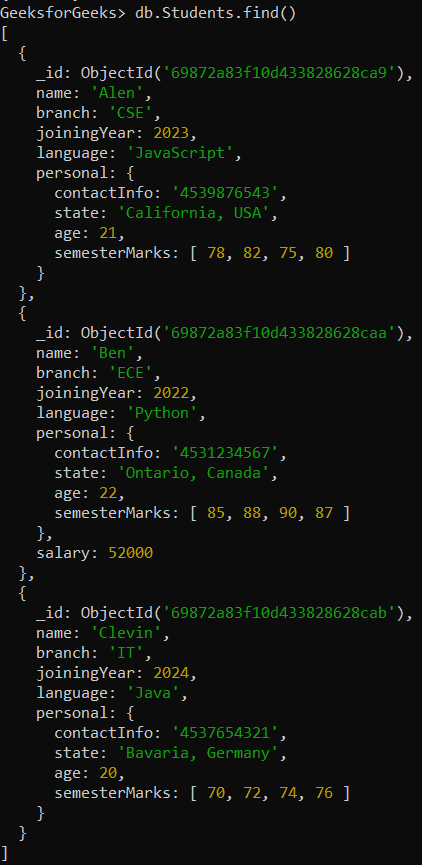 GeeksforGeeks> db.Students.find()
[
  {
    _id: ObjectId('69872a83f10d433828628ca9'),
    name: 'Alen',
    branch: 'CSE',
    joiningYear: 2023,
    language: 'JavaScript',
    personal: {
      contactInfo: '4539876543',
      state: 'California, USA',
      age: 21,
      semesterMarks: [ 78, 82, 75, 80 ]
    }
  },
  {
    _id: ObjectId('69872a83f10d433828628caa'),
    name: 'Ben',
    branch: 'ECE',
    joiningYear: 2022,
    language: 'Python',
    personal: {
      contactInfo: '4531234567',
      state: 'Ontario, Canada',
      age: 22,
      semesterMarks: [ 85, 88, 90, 87 ]
    },
    salary: 52000
  },
  {
    _id: ObjectId('69872a83f10d433828628cab'),
    name: 'Clevin',
    branch: 'IT',
    joiningYear: 2024,
    language: 'Java',
    personal: {
      contactInfo: '4537654321',
      state: 'Bavaria, Germany',
      age: 20,
      semesterMarks: [ 70, 72, 74, 76 ]
    }
  }
]